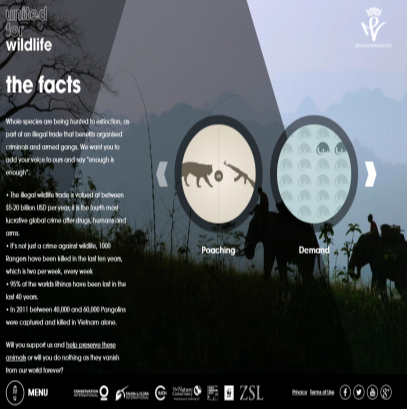 united
for
wildlife
the facts
Whole species are being hunted to extinction, as
part of an illegal trade that benefits organised
criminals and armed gangs. We want you to
add your voice to ours and say "enough is
enough".
• The illegal wildlife trade is valued at between
$5-20 billion USD per year, it is the fourth most
lucrative global crime after drugs, humans and
arms.
• It's not just a crime against wildlife, 1000
Rangers have been killed in the last ten years,
which is two per week, every week
• 95% of the worlds Rhinos have been lost in the
last 40 years.
• In 2011 between 40,000 and 60,000 Pangolins
were captured and killed in Vietnam alone.
Will you support us and help preserve these
animals or will you do nothing as they vanish
from our world forever?
Poaching
Demand
MENU
CONSERVATION
INTERNATIONAL
FAUNA & FLORA
INTERNATIONAL
The Nature
Conservancy
WCS
WWF
ZSL
Privacy Terms of Use